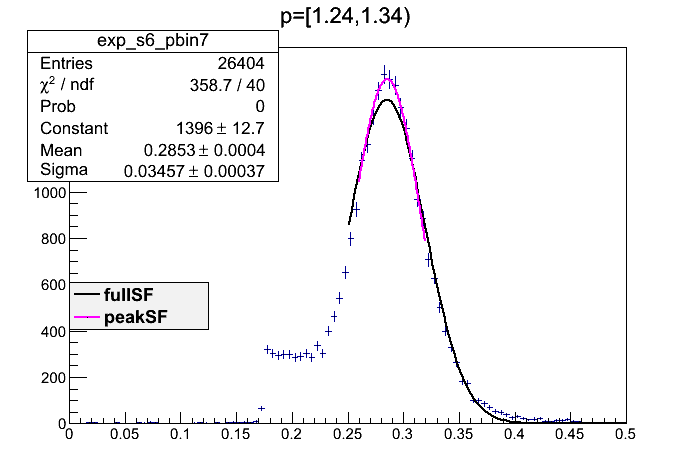 p=[1.24,1.34)
exp_s6_pbin7
Entries 26404
χ² / ndf 358.7 / 40
Prob 0
Constant 1396 ± 12.7
Mean 0.2853 ± 0.0004
Sigma 0.03457 ± 0.00037
1000
800
600
fullSF
peakSF
400
200
0
0 0.05 0.1 0.15 0.2 0.25 0.3 0.35 0.4 0.45 0.5